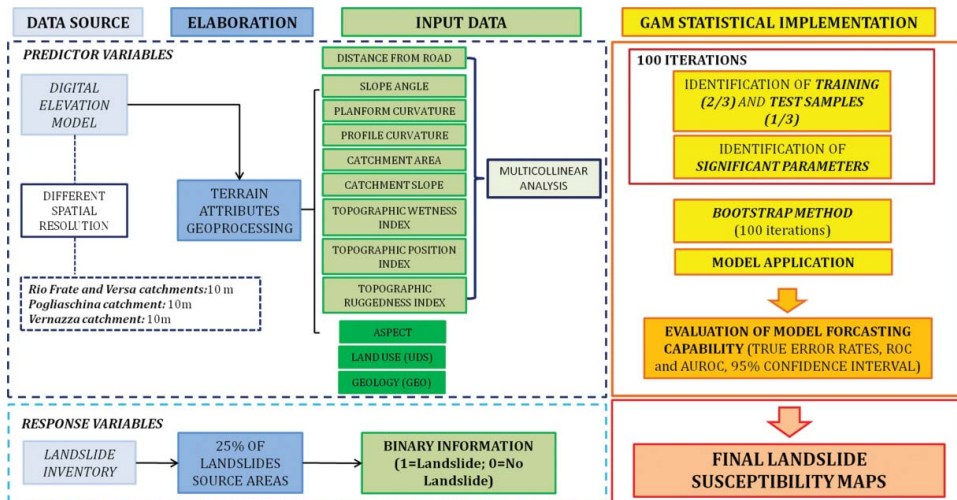 DATA SOURCE
ELABORATION
INPUT DATA
GAM STATISTICAL IMPLEMENTATION
PREDICTOR VARIABLES
DIGITAL
ELEVATION
MODEL
DIFFERENT
SPATIAL
RESOLUTION
Rio Frate and Versa catchments:10 m
Pogliaschina catchment: 10m
Vernazza catchment: 10m
TERRAIN
ATTRIBUTES
GEOPROCESSING
DISTANCE FROM ROAD
SLOPE ANGLE
PLANFORM CURVATURE
PROFILE CURVATURE
CATCHMENT AREA
CATCHMENT SLOPE
TOPOGRAPHIC WETNESS
INDEX
TOPOGRAPHIC POSITION
INDEX
TOPOGRAPHIC
RUGGEDNESS INDEX
ASPECT
LAND USE (UDS)
GEOLOGY (GEO)
MULTICOLLINEAR
ANALYSIS
100 ITERATIONS
IDENTIFICATION OF TRAINING
(2/3) AND TEST SAMPLES
(1/3)
IDENTIFICATION OF
SIGNIFICANT PARAMETERS
BOOTSTRAP METHOD
(100 iterations)
MODEL APPLICATION
EVALUATION OF MODEL FORCASTING
CAPABILITY (TRUE ERROR RATES, ROC
and AUROC, 95% CONFIDENCE INTERVAL)
RESPONSE VARIABLES
LANDSLIDE
INVENTORY
25% OF
LANDSLIDES
SOURCE AREAS
BINARY INFORMATION
(1=Landslide; 0=No
Landslide)
FINAL LANDSLIDE
SUSCEPTIBILITY MAPS